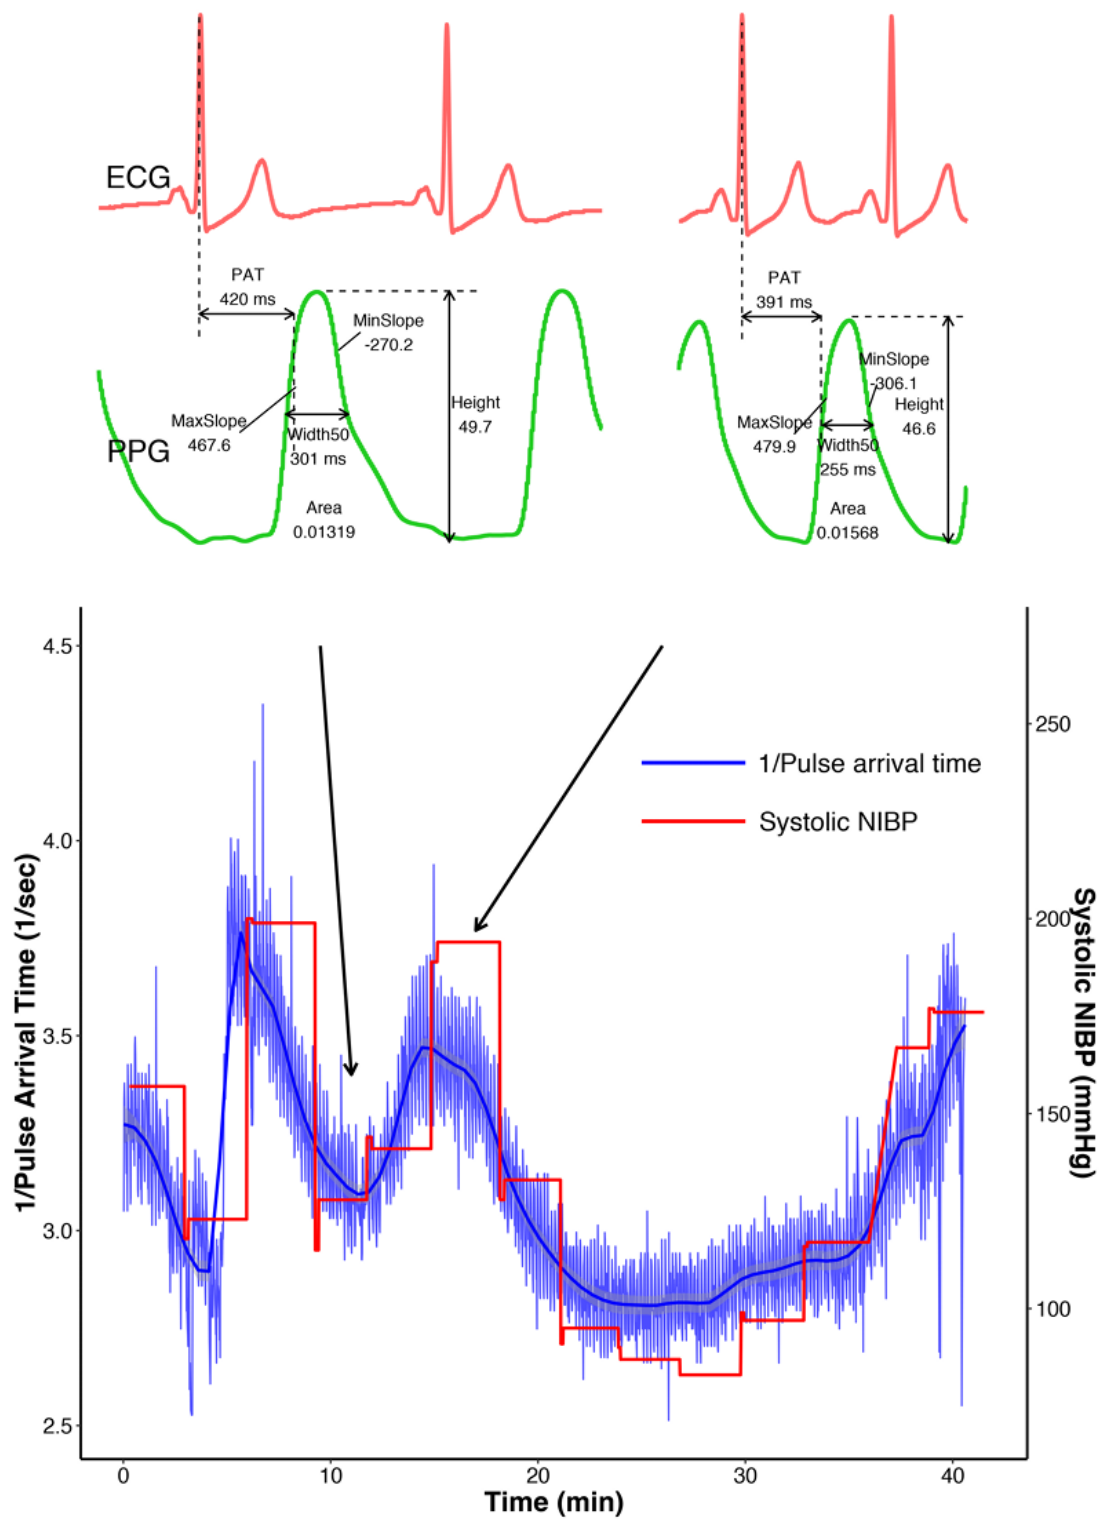 ECG
PAT
420 ms
MinSlope
-270.2
MaxSlope
467.6
PPG
Width50
301 ms
Height
49.7
Area
0.01319
PAT
391 ms
MinSlope
-306.1
MaxSlope
479.9
Height
46.6
Width50
255 ms
Area
0.01568
4.5
4.0
3.5
3.0
2.5
1/Pulse Arrival Time (1/sec)
1/Pulse arrival time
Systolic NIBP
250
200
150
100
Systolic NIBP (mmHg)
0 10 20 30 40
Time (min)